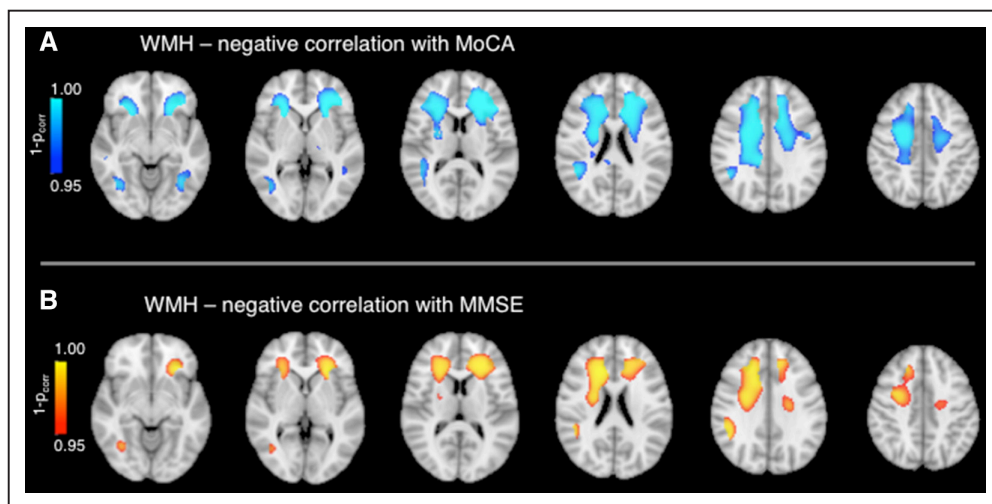 A
WMH – negative correlation with MoCA
1.00
1-pcorr
0.95
B
WMH – negative correlation with MMSE
1.00
1-pcorr
0.95